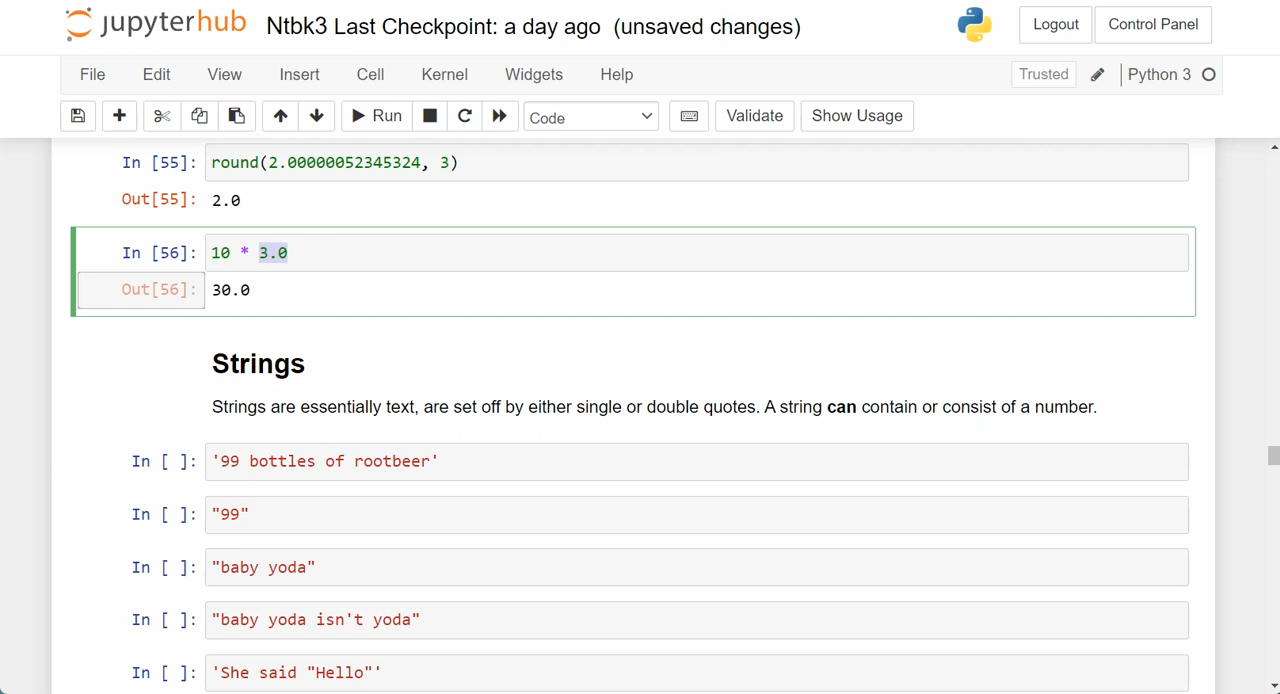 jupyterhub Ntbk3 Last Checkpoint: a day ago (unsaved changes) Logout Control Panel
File Edit View Insert Cell Kernel Widgets Help Trusted Python 3
Run Code Validate Show Usage
In [55]: round(2.00000052345324, 3)
Out[55]: 2.0
In [56]: 10 * 3.0
Out[56]: 30.0
Strings
Strings are essentially text, are set off by either single or double quotes. A string can contain or consist of a number.
In [ ]: '99 bottles of rootbeer'
In [ ]: "99"
In [ ]: "baby yoda"
In [ ]: "baby yoda isn't yoda"
In [ ]: 'She said "Hello"'